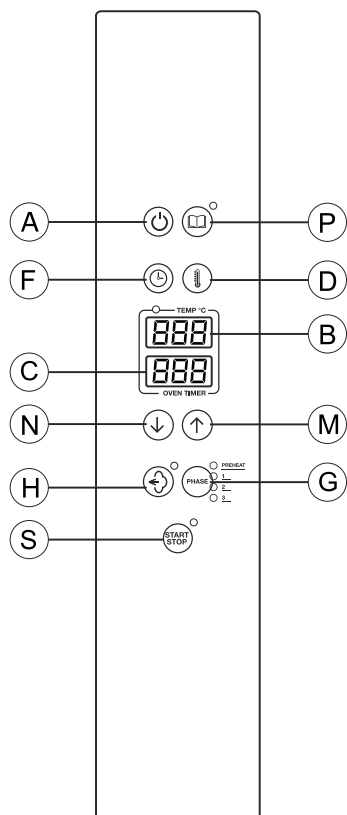 A
P
F
D
TEMP °C
888
B
C
888
OVEN TIMER
N
M
H
PREHEAT
PHASE
1
2
3
G
S
START
STOP